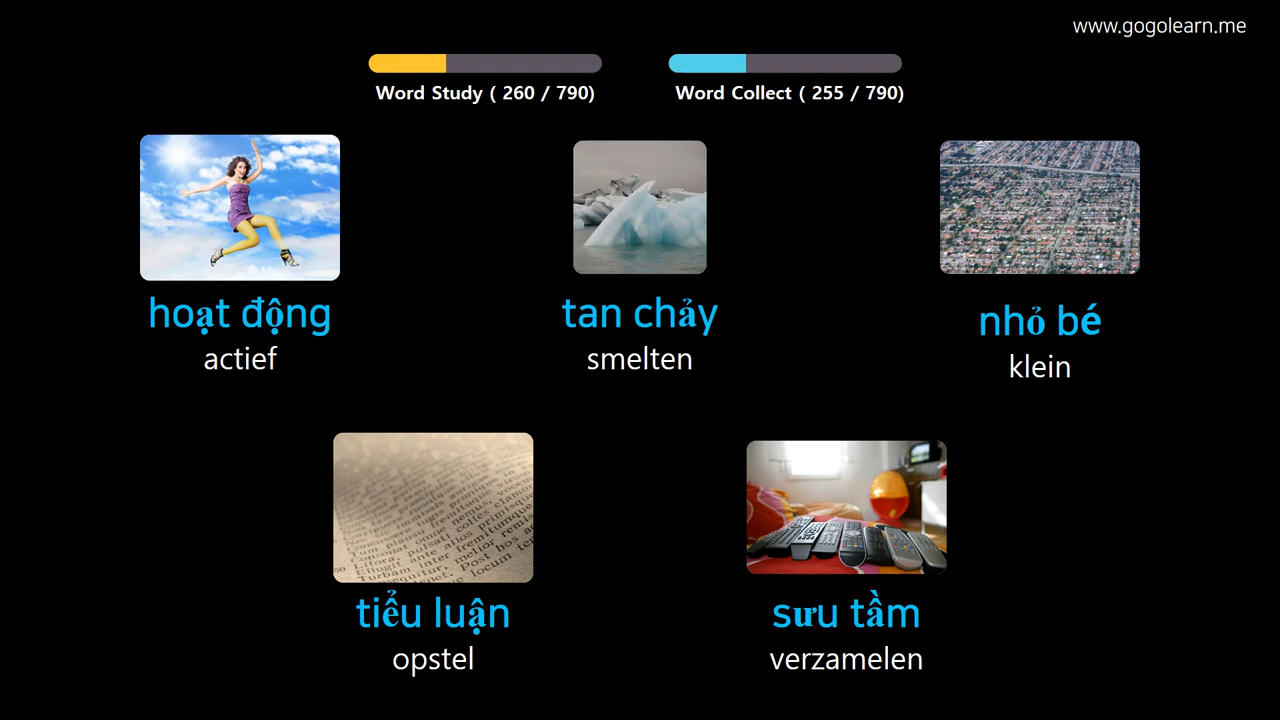 www.gogolearn.me
Word Study ( 260 / 790)
Word Collect ( 255 / 790)
hoạt động
actief
tan chảy
smelten
nhỏ bé
klein
tiểu luận
opstel
sưu tầm
verzamelen